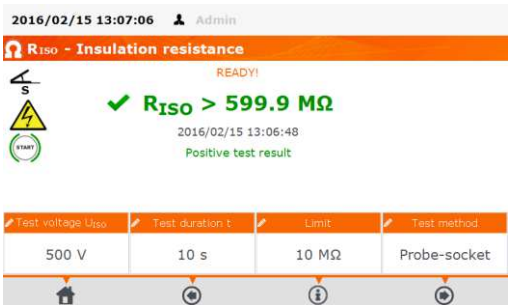 2016/02/15 13:07:06 Admin
RISO - Insulation resistance
READY!
S
RISO > 599.9 MΩ
2016/02/15 13:06:48
START
Positive test result
Test voltage UISO Test duration t Limit Test method
500 V 10 s 10 MΩ Probe-socket